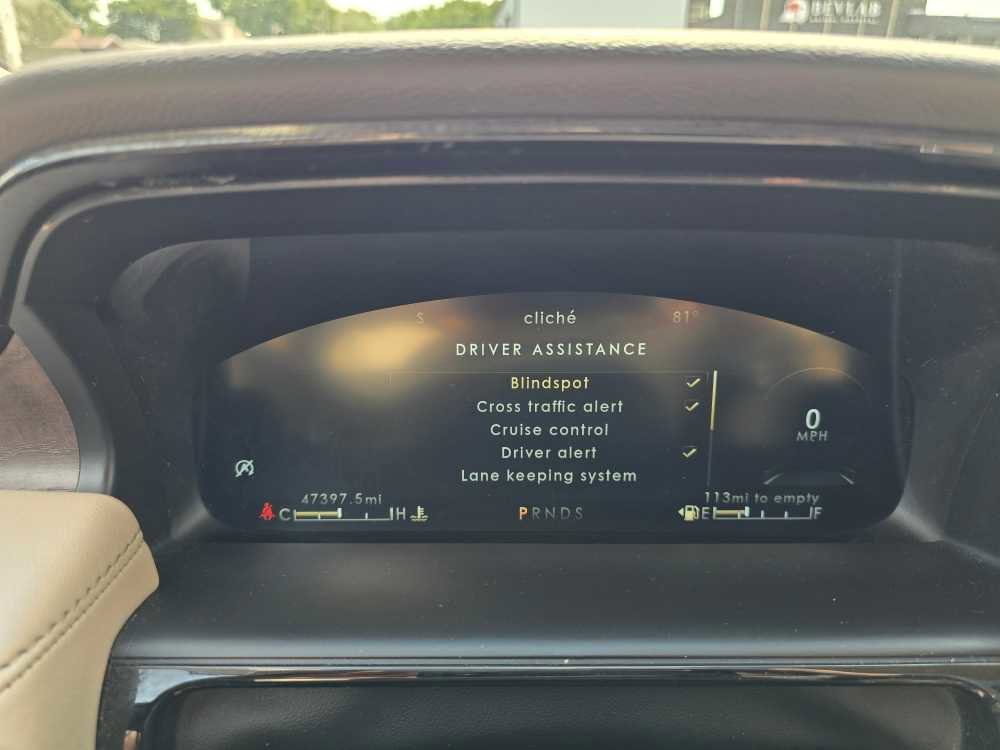 S cliché 81°
DRIVER ASSISTANCE
Blindspot
Cross traffic alert
Cruise control
Driver alert
Lane keeping system
0
MPH
47397.5mi
113mi to empty
C H
PRNDS
E F